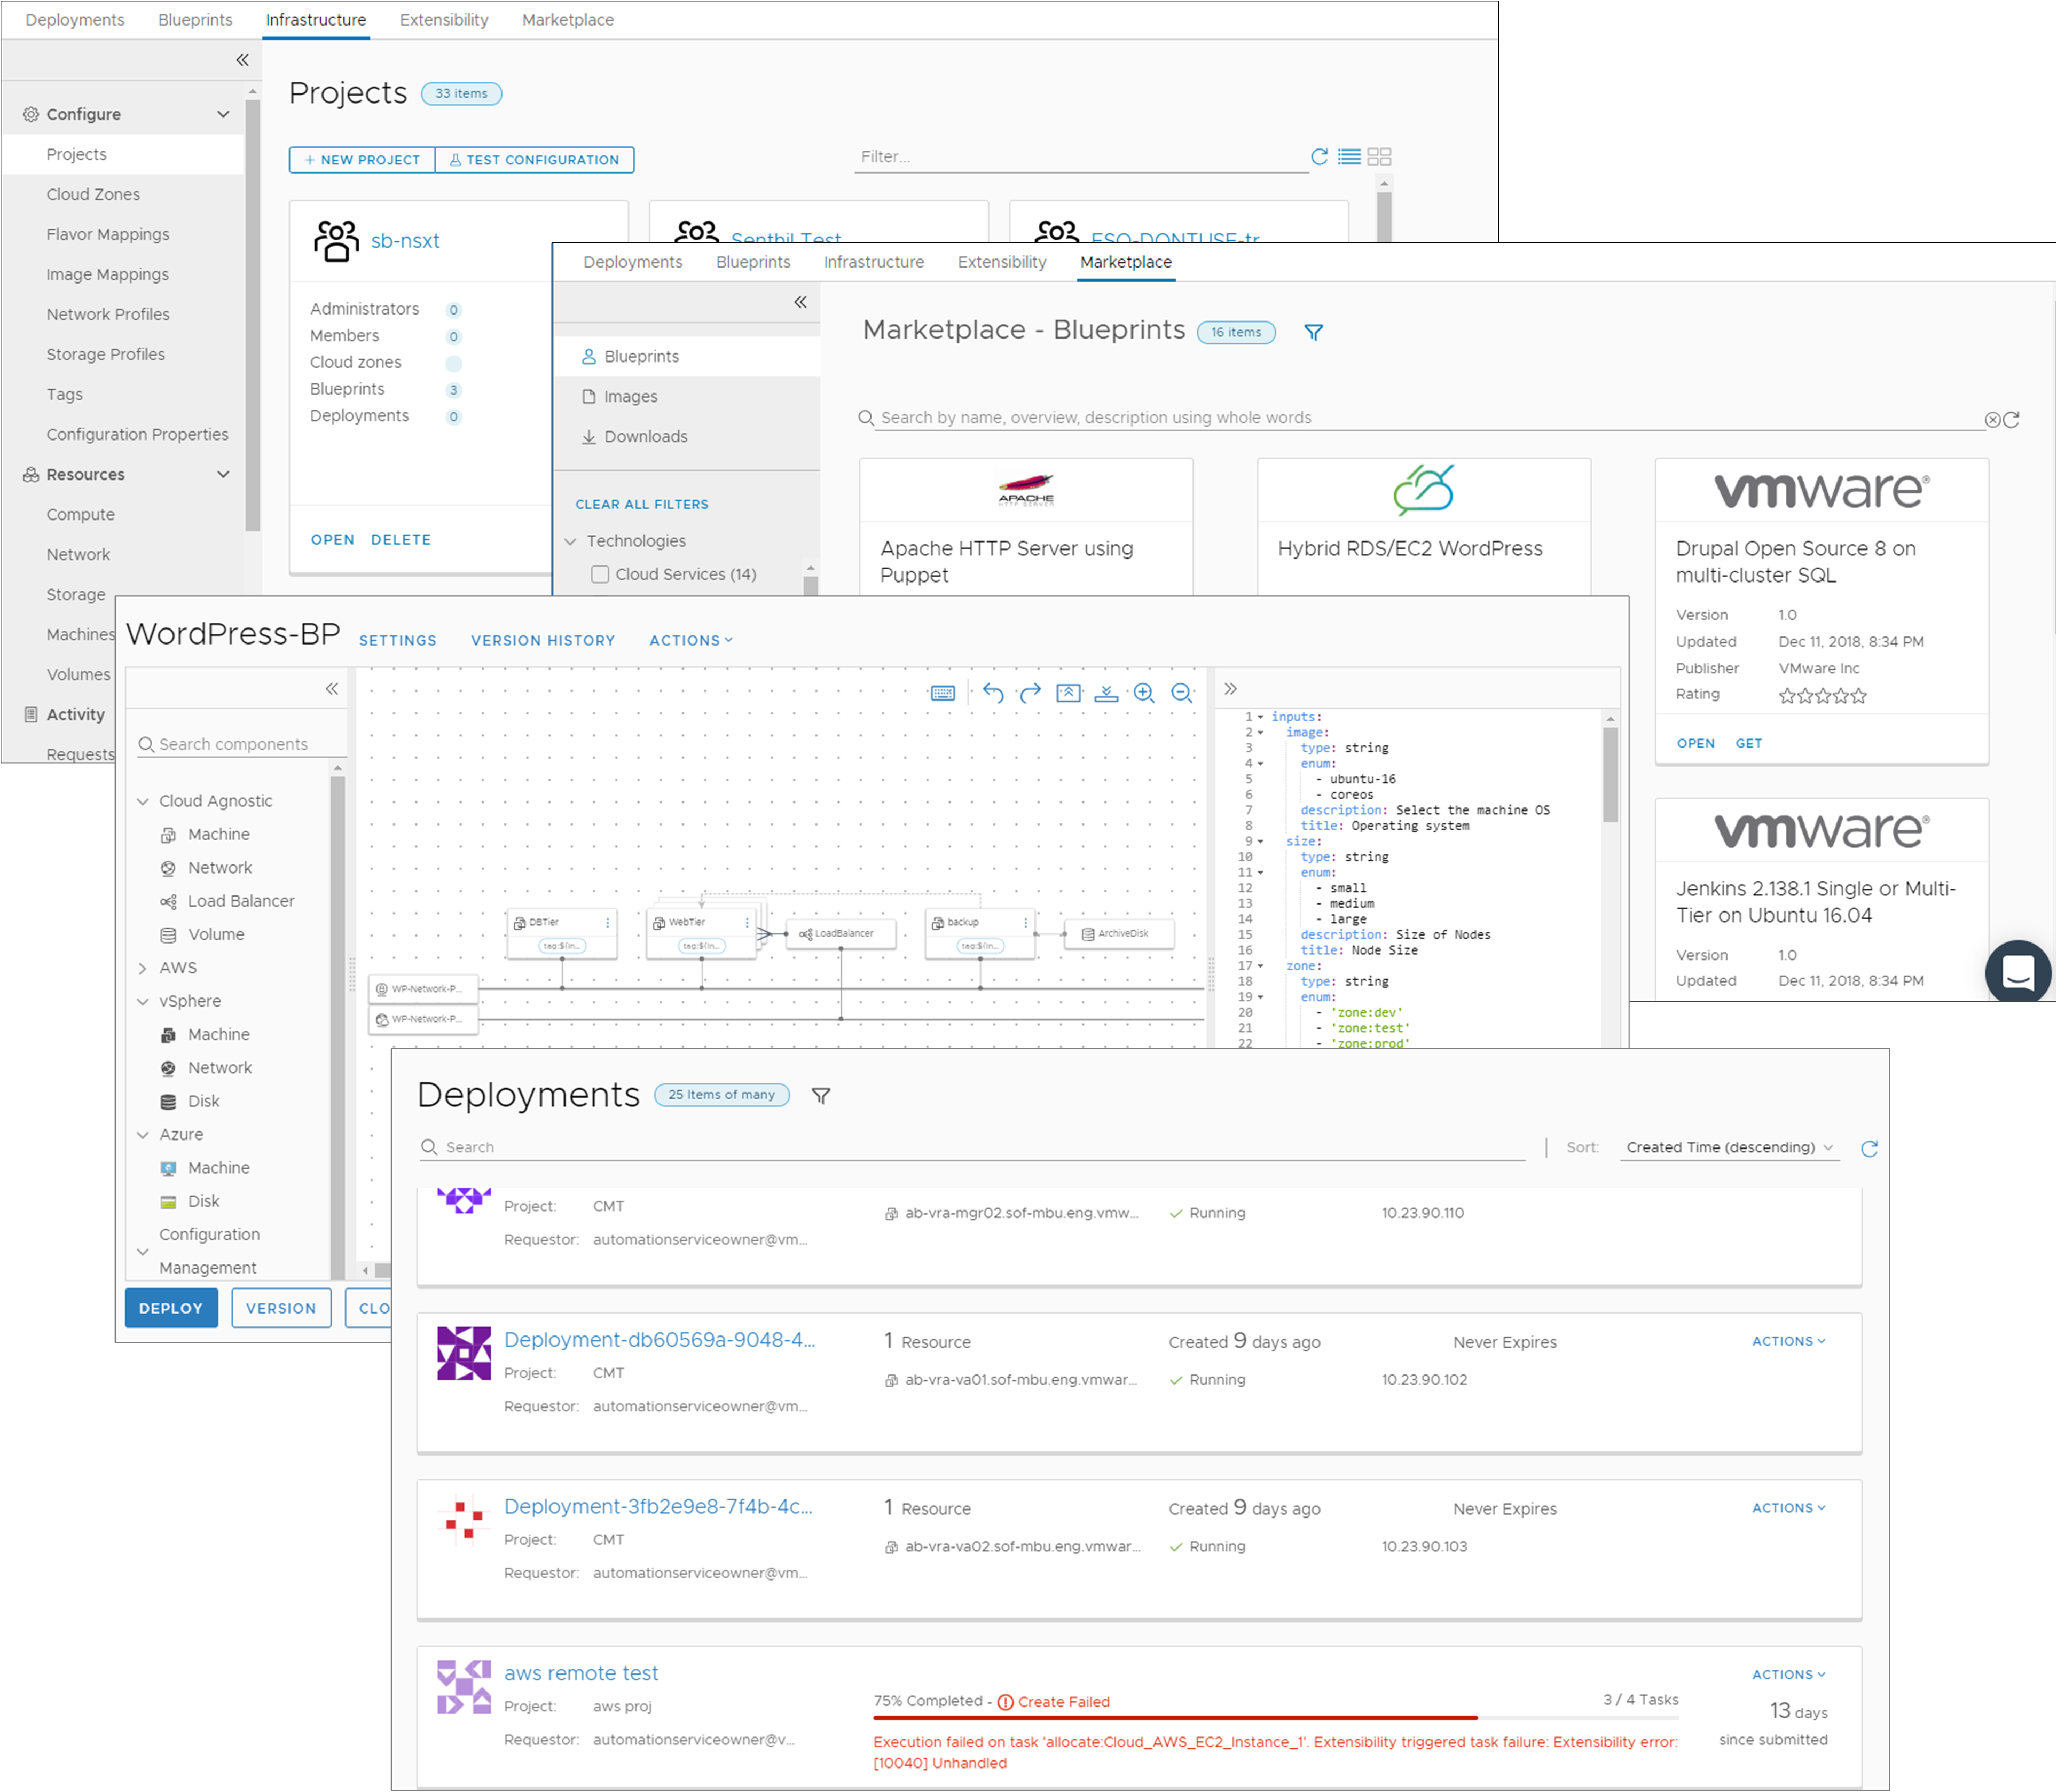 Deployments Blueprints Infrastructure Extensibility Marketplace
Configure
Projects
Cloud Zones
Flavor Mappings
Image Mappings
Network Profiles
Storage Profiles
Tags
Configuration Properties
Resources
Compute
Network
Storage
Machines
Volumes
Activity
Requests
Projects 33 items
+ NEW PROJECT TEST CONFIGURATION
Filter...
sb-nsxt Senthil Test ESO-DONTUSE-tr
Administrators 0
Members 0
Cloud zones
Blueprints 3
Deployments 0
OPEN DELETE
Deployments Blueprints Infrastructure Extensibility Marketplace
Blueprints
Images
Downloads
CLEAR ALL FILTERS
Technologies
Cloud Services (14)
Marketplace - Blueprints 16 items
Search by name, overview, description using whole words
APACHE
HTTP SERVER
Apache HTTP Server using
Puppet
Hybrid RDS/EC2 WordPress
vmware®
Drupal Open Source 8 on
multi-cluster SQL
Version 1.0
Updated Dec 11, 2018, 8:34 PM
Publisher VMware Inc
Rating
OPEN GET
vmware®
Jenkins 2.138.1 Single or Multi-
Tier on Ubuntu 16.04
Version 1.0
Updated Dec 11, 2018, 8:34 PM
WordPress-BP SETTINGS VERSION HISTORY ACTIONS
Search components
Cloud Agnostic
Machine
Network
Load Balancer
Volume
AWS
vSphere
Machine
Network
Disk
Azure
Machine
Disk
Configuration
Management
DEPLOY VERSION CLO
DBTier WebTier LoadBalancer backup ArchiveDisk
tag:${in... tag:${in... tag:${in...
WP-Network-P...
WP-Network-P...
1 inputs:
2 image:
3 type: string
4 enum:
5 - ubuntu-16
6 - coreos
7 description: Select the machine OS
8 title: Operating system
9 size:
10 type: string
11 enum:
12 - small
13 - medium
14 - large
15 description: Size of Nodes
16 title: Node Size
17 zone:
18 type: string
19 enum:
20 - 'zone:dev'
21 - 'zone:test'
22 - 'zone:prod'
Deployments 25 Items of many
Search Sort: Created Time (descending)
Project: CMT ab-vra-mgr02.sof-mbu.eng.vmw... Running 10.23.90.110
Requestor: automationserviceowner@vm...
Deployment-db60569a-9048-4... 1 Resource Created 9 days ago Never Expires ACTIONS
Project: CMT ab-vra-va01.sof-mbu.eng.vmwar... Running 10.23.90.102
Requestor: automationserviceowner@vm...
Deployment-3fb2e9e8-7f4b-4c... 1 Resource Created 9 days ago Never Expires ACTIONS
Project: CMT ab-vra-va02.sof-mbu.eng.vmwar... Running 10.23.90.103
Requestor: automationserviceowner@vm...
aws remote test ACTIONS
Project: aws proj 75% Completed - Create Failed 3 / 4 Tasks 13 days
Requestor: automationserviceowner@v... since submitted
Execution failed on task 'allocate:Cloud_AWS_EC2_Instance_1'. Extensibility triggered task failure: Extensibility error:
[10040] Unhandled